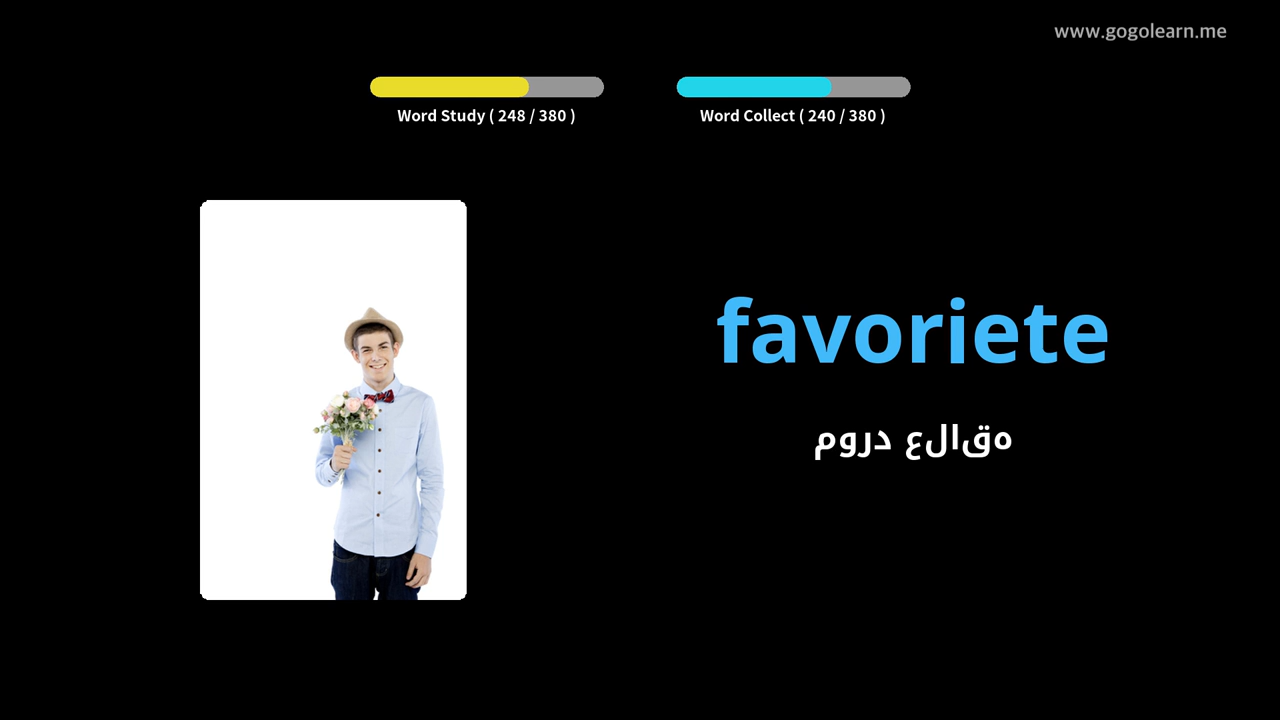 www.gogolearn.me
Word Study ( 248 / 380 )
Word Collect ( 240 / 380 )
favoriete
مورد علاقه